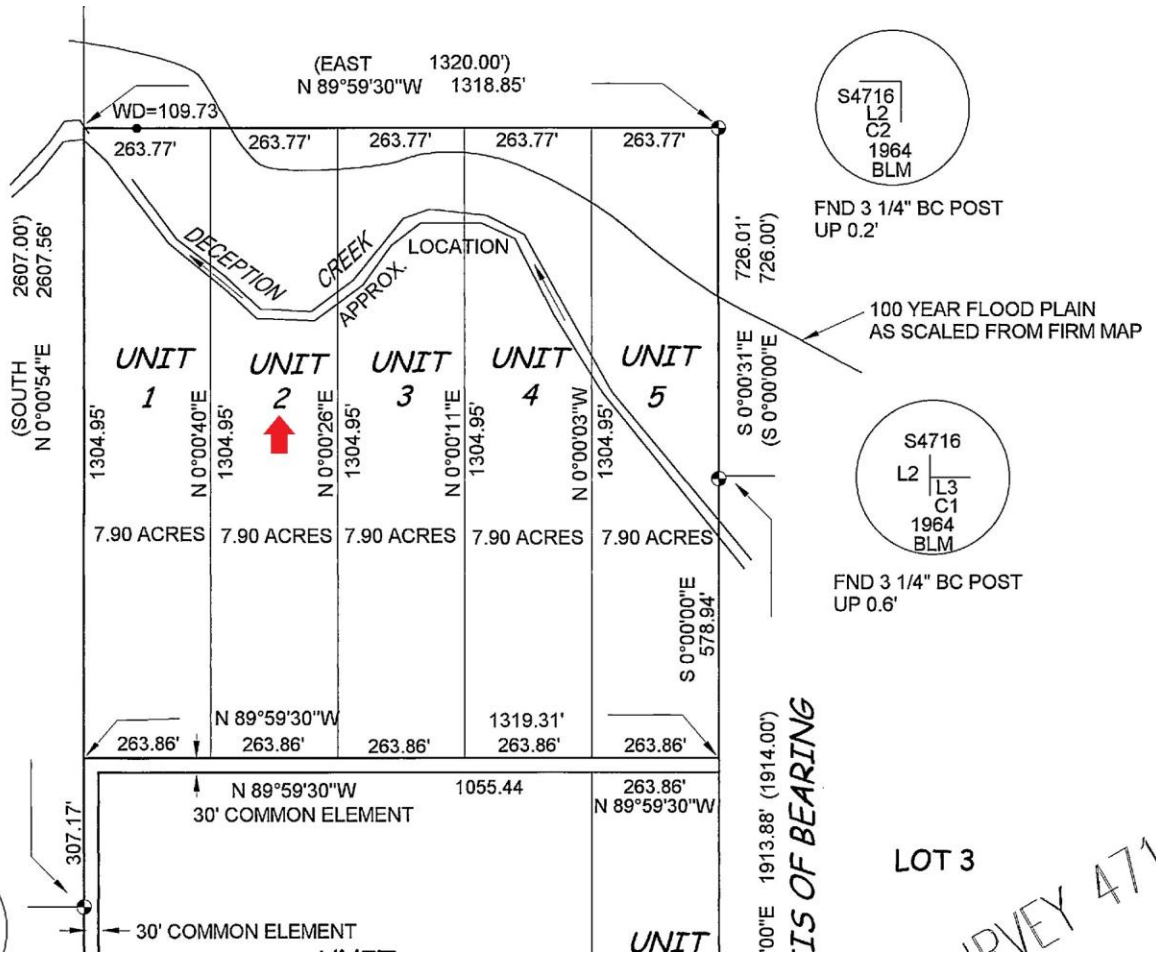 (EAST 1320.00')
N 89°59'30"W 1318.85'
WD=109.73
263.77'
263.77'
263.77'
263.77'
263.77'
S4716
L2
C2
1964
BLM
FND 3 1/4" BC POST
UP 0.2'
(SOUTH 2607.00')
N 0°00'54"E 2607.56'
DECEPTION CREEK
APPROX. LOCATION
726.01'
726.00')
S 0°00'31"E
(S 0°00'00"E
100 YEAR FLOOD PLAIN
AS SCALED FROM FIRM MAP
UNIT
1
UNIT
2
UNIT
3
UNIT
4
UNIT
5
1304.95'
N 0°00'40"E
1304.95'
N 0°00'26"E
1304.95'
N 0°00'11"E
1304.95'
N 0°00'03"W
1304.95'
S4716
L2
L3
C1
1964
BLM
FND 3 1/4" BC POST
UP 0.6'
7.90 ACRES
7.90 ACRES
7.90 ACRES
7.90 ACRES
7.90 ACRES
S 0°00'00"E
578.94'
N 89°59'30"W 1319.31'
263.86'
263.86'
263.86'
263.86'
263.86'
N 89°59'30"W 1055.44
30' COMMON ELEMENT
263.86'
N 89°59'30"W
307.17'
'00"E 1913.88' (1914.00')
IS OF BEARING
LOT 3
RVEY 471
30' COMMON ELEMENT
UNIT